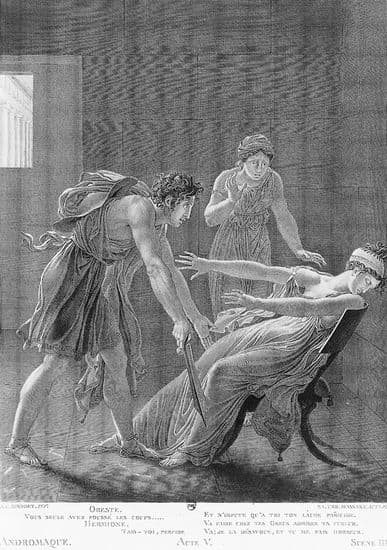 ORESTE.
VOUS SEULE AVEZ POUSSÉ LES COUPS.....
HERMIONE,
TAIS-TOI, PERFIDE
ET N'IMPUTE QU'A TOI TON LÂCHE PARRICIDE.
VA FAIRE CHEZ TES GRECS ADMIRER TA FUREUR,
VA, JE LA DÉSAVOUE, ET TU ME FAIS HORREUR.
ANDROMAQUE. ACTE V. SCENE III